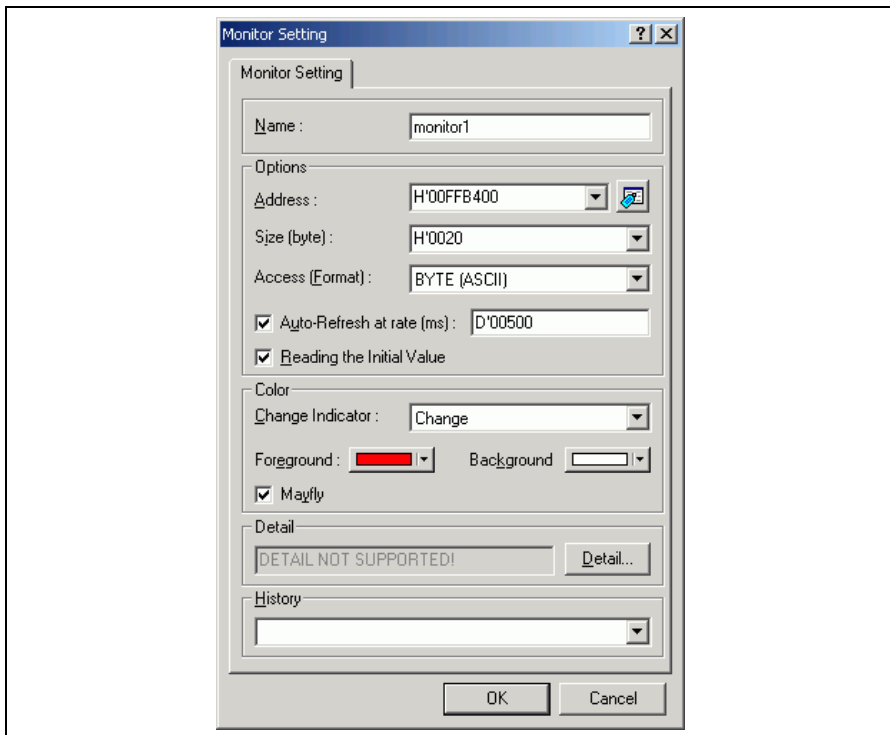 Monitor Setting
Monitor Setting
Name : monitor1
Options
Address : H'00FFB400
Size (byte) : H'0020
Access (Format) : BYTE (ASCII)
Auto-Refresh at rate (ms) : D'00500
Reading the Initial Value
Color
Change Indicator : Change
Foreground : Background
Mayfly
Detail
DETAIL NOT SUPPORTED! Detail...
History
OK Cancel